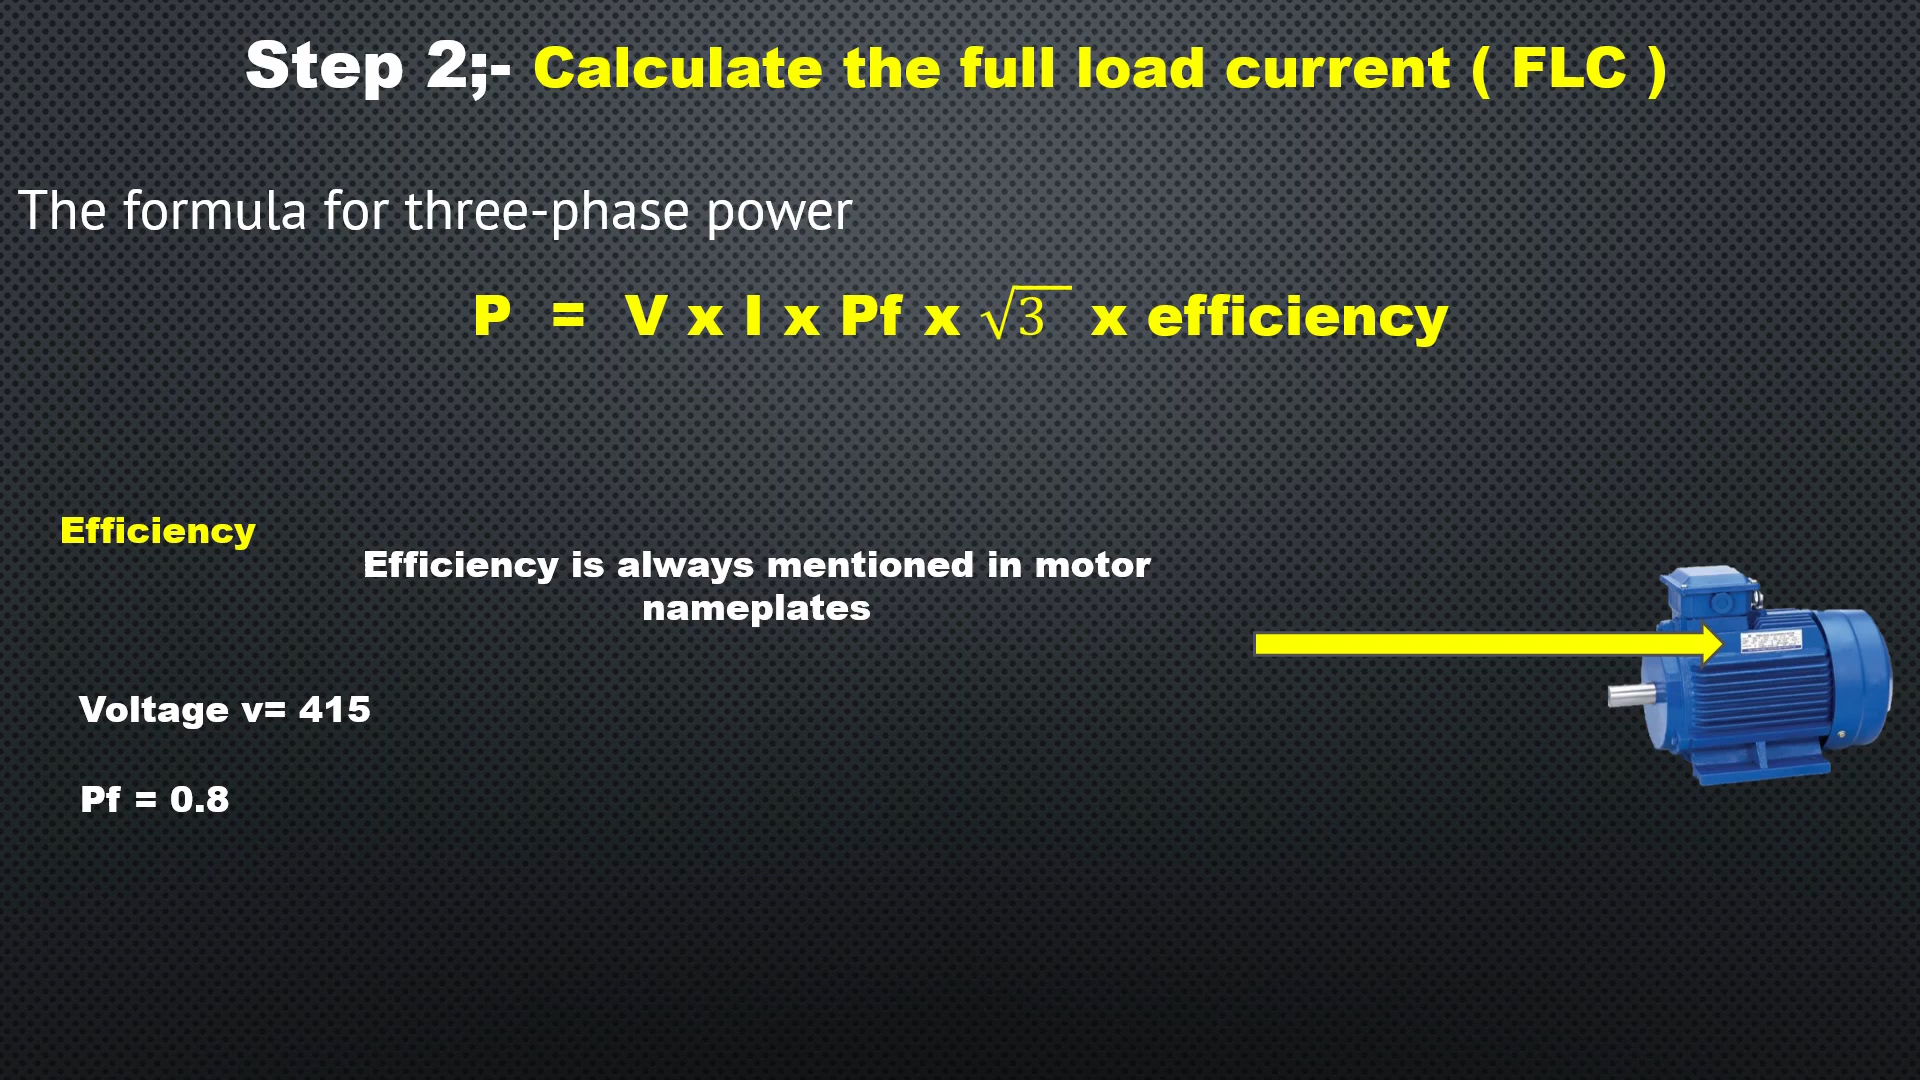 Step 2;- Calculate the full load current ( FLC )
The formula for three-phase power
P = V x I x Pf x √3 x efficiency
Efficiency
Efficiency is always mentioned in motor
nameplates
Voltage v= 415
Pf = 0.8